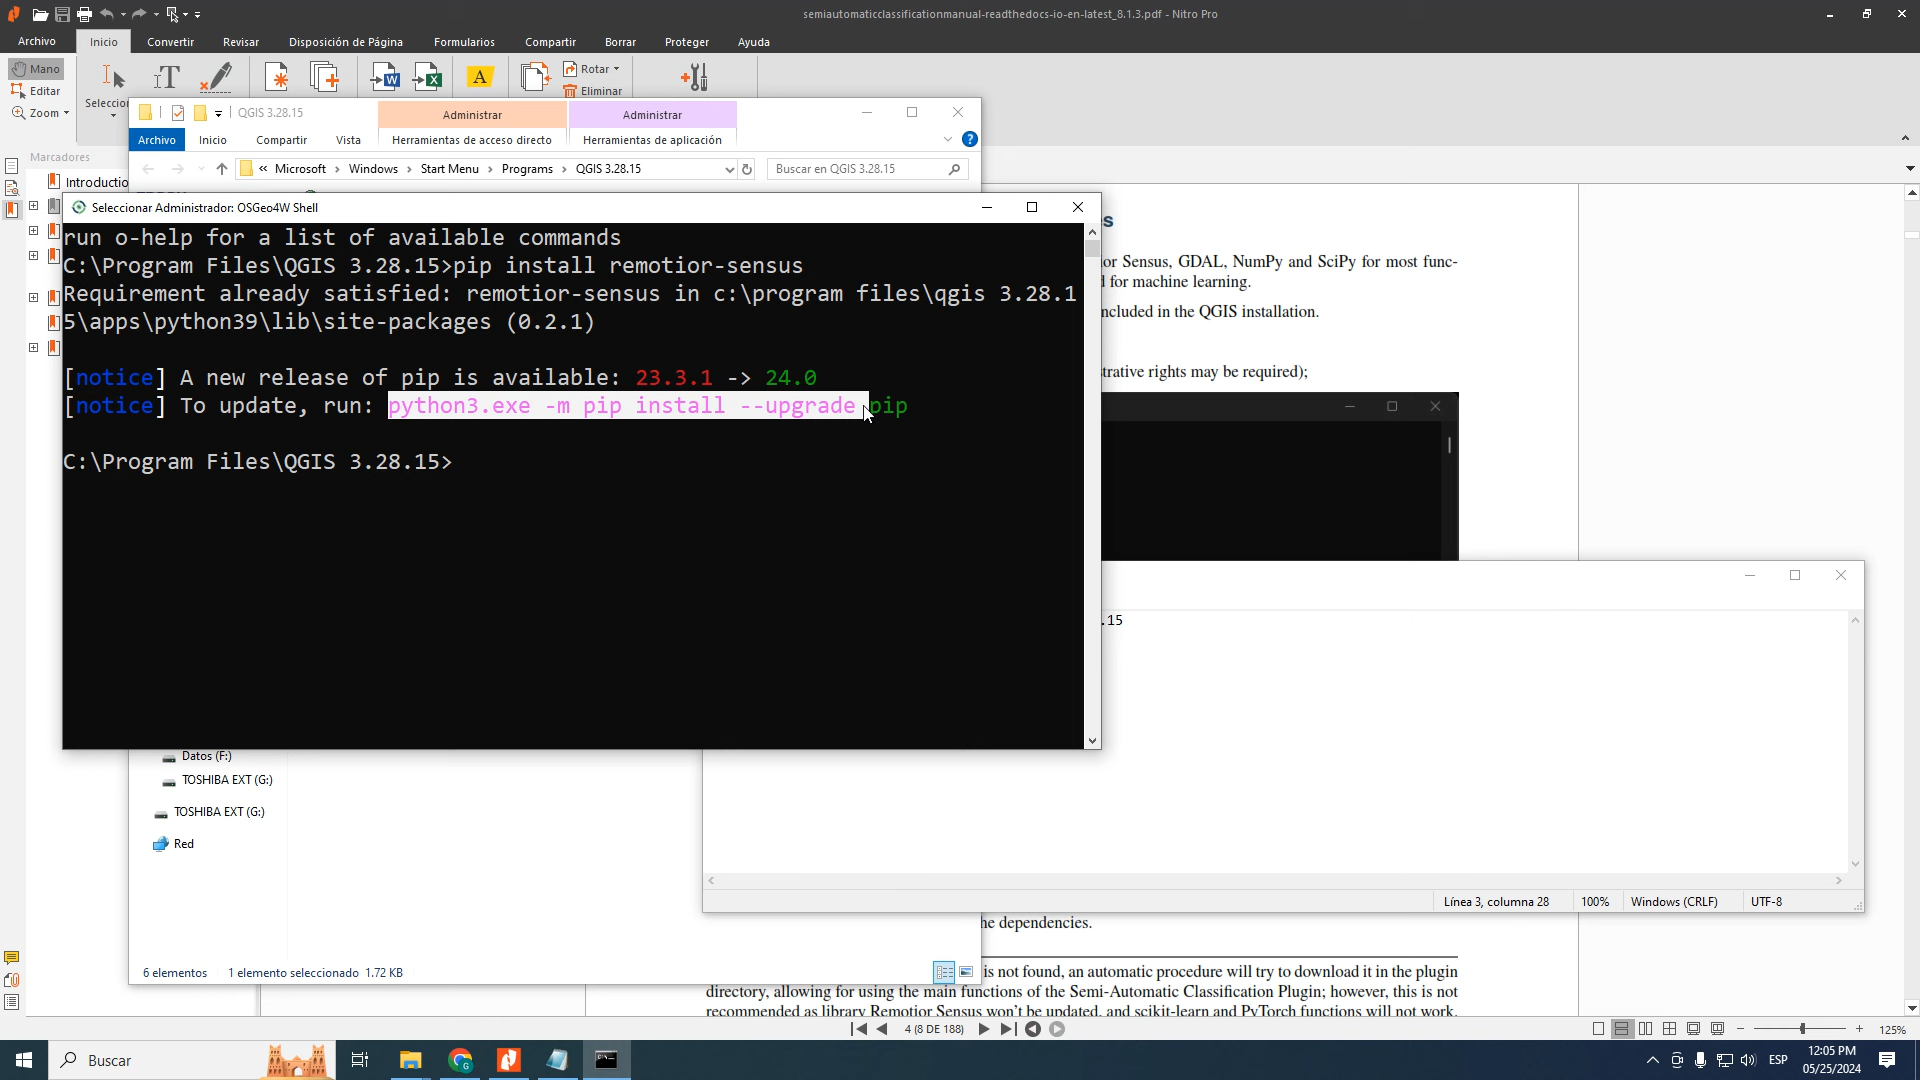 semiautomaticclassificationmanual-readthedocs-io-en-latest_8.1.3.pdf - Nitro Pro
Archivo Inicio Convertir Revisar Disposición de Página Formularios Compartir Borrar Proteger Ayuda
Mano
Editar
Zoom
Seleccion
Rotar
Eliminar
QGIS 3.28.15
Administrar Administrar
Archivo Inicio Compartir Vista Herramientas de acceso directo Herramientas de aplicación
« Microsoft › Windows › Start Menu › Programs › QGIS 3.28.15
Buscar en QGIS 3.28.15
Marcadores
Introductio
Seleccionar Administrador: OSGeo4W Shell
run o-help for a list of available commands
C:\Program Files\QGIS 3.28.15>pip install remotior-sensus
Requirement already satisfied: remotior-sensus in c:\program files\qgis 3.28.1
5\apps\python39\lib\site-packages (0.2.1)
[notice] A new release of pip is available: 23.3.1 -> 24.0
[notice] To update, run: python3.exe -m pip install --upgrade pip
C:\Program Files\QGIS 3.28.15>
s
or Sensus, GDAL, NumPy and SciPy for most func-
for machine learning.
ncluded in the QGIS installation.
strative rights may be required);
.15
Línea 3, columna 28 100% Windows (CRLF) UTF-8
Datos (F:)
TOSHIBA EXT (G:)
TOSHIBA EXT (G:)
Red
6 elementos 1 elemento seleccionado 1.72 KB
he dependencies.
is not found, an automatic procedure will try to download it in the plugin
directory, allowing for using the main functions of the Semi-Automatic Classification Plugin; however, this is not
recommended as library Remotior Sensus won't be updated, and scikit-learn and PyTorch functions will not work.
4 (8 DE 188)
125%
Buscar
ESP
12:05 PM
05/25/2024